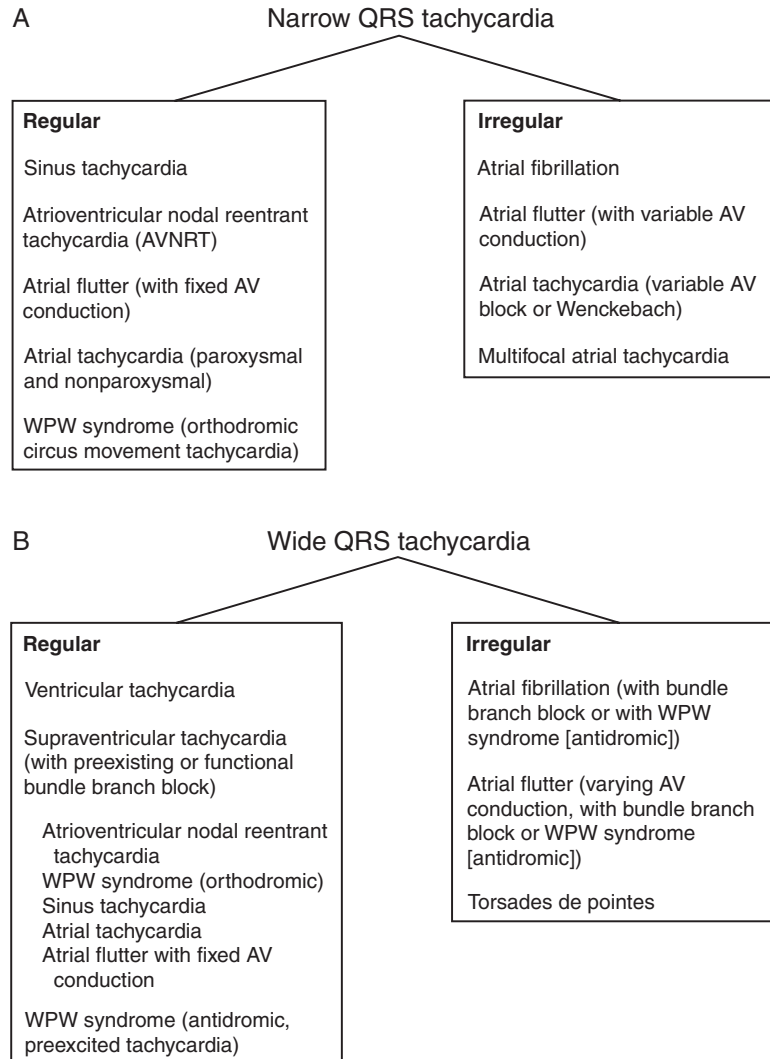 A
Narrow QRS tachycardia
Regular
Sinus tachycardia
Atrioventricular nodal reentrant
tachycardia (AVNRT)
Atrial flutter (with fixed AV
conduction)
Atrial tachycardia (paroxysmal
and nonparoxysmal)
WPW syndrome (orthodromic
circus movement tachycardia)
Irregular
Atrial fibrillation
Atrial flutter (with variable AV
conduction)
Atrial tachycardia (variable AV
block or Wenckebach)
Multifocal atrial tachycardia
B
Wide QRS tachycardia
Regular
Ventricular tachycardia
Supraventricular tachycardia
(with preexisting or functional
bundle branch block)
Atrioventricular nodal reentrant
tachycardia
WPW syndrome (orthodromic)
Sinus tachycardia
Atrial tachycardia
Atrial flutter with fixed AV
conduction
WPW syndrome (antidromic,
preexcited tachycardia)
Irregular
Atrial fibrillation (with bundle
branch block or with WPW
syndrome [antidromic])
Atrial flutter (varying AV
conduction, with bundle branch
block or WPW syndrome
[antidromic])
Torsades de pointes